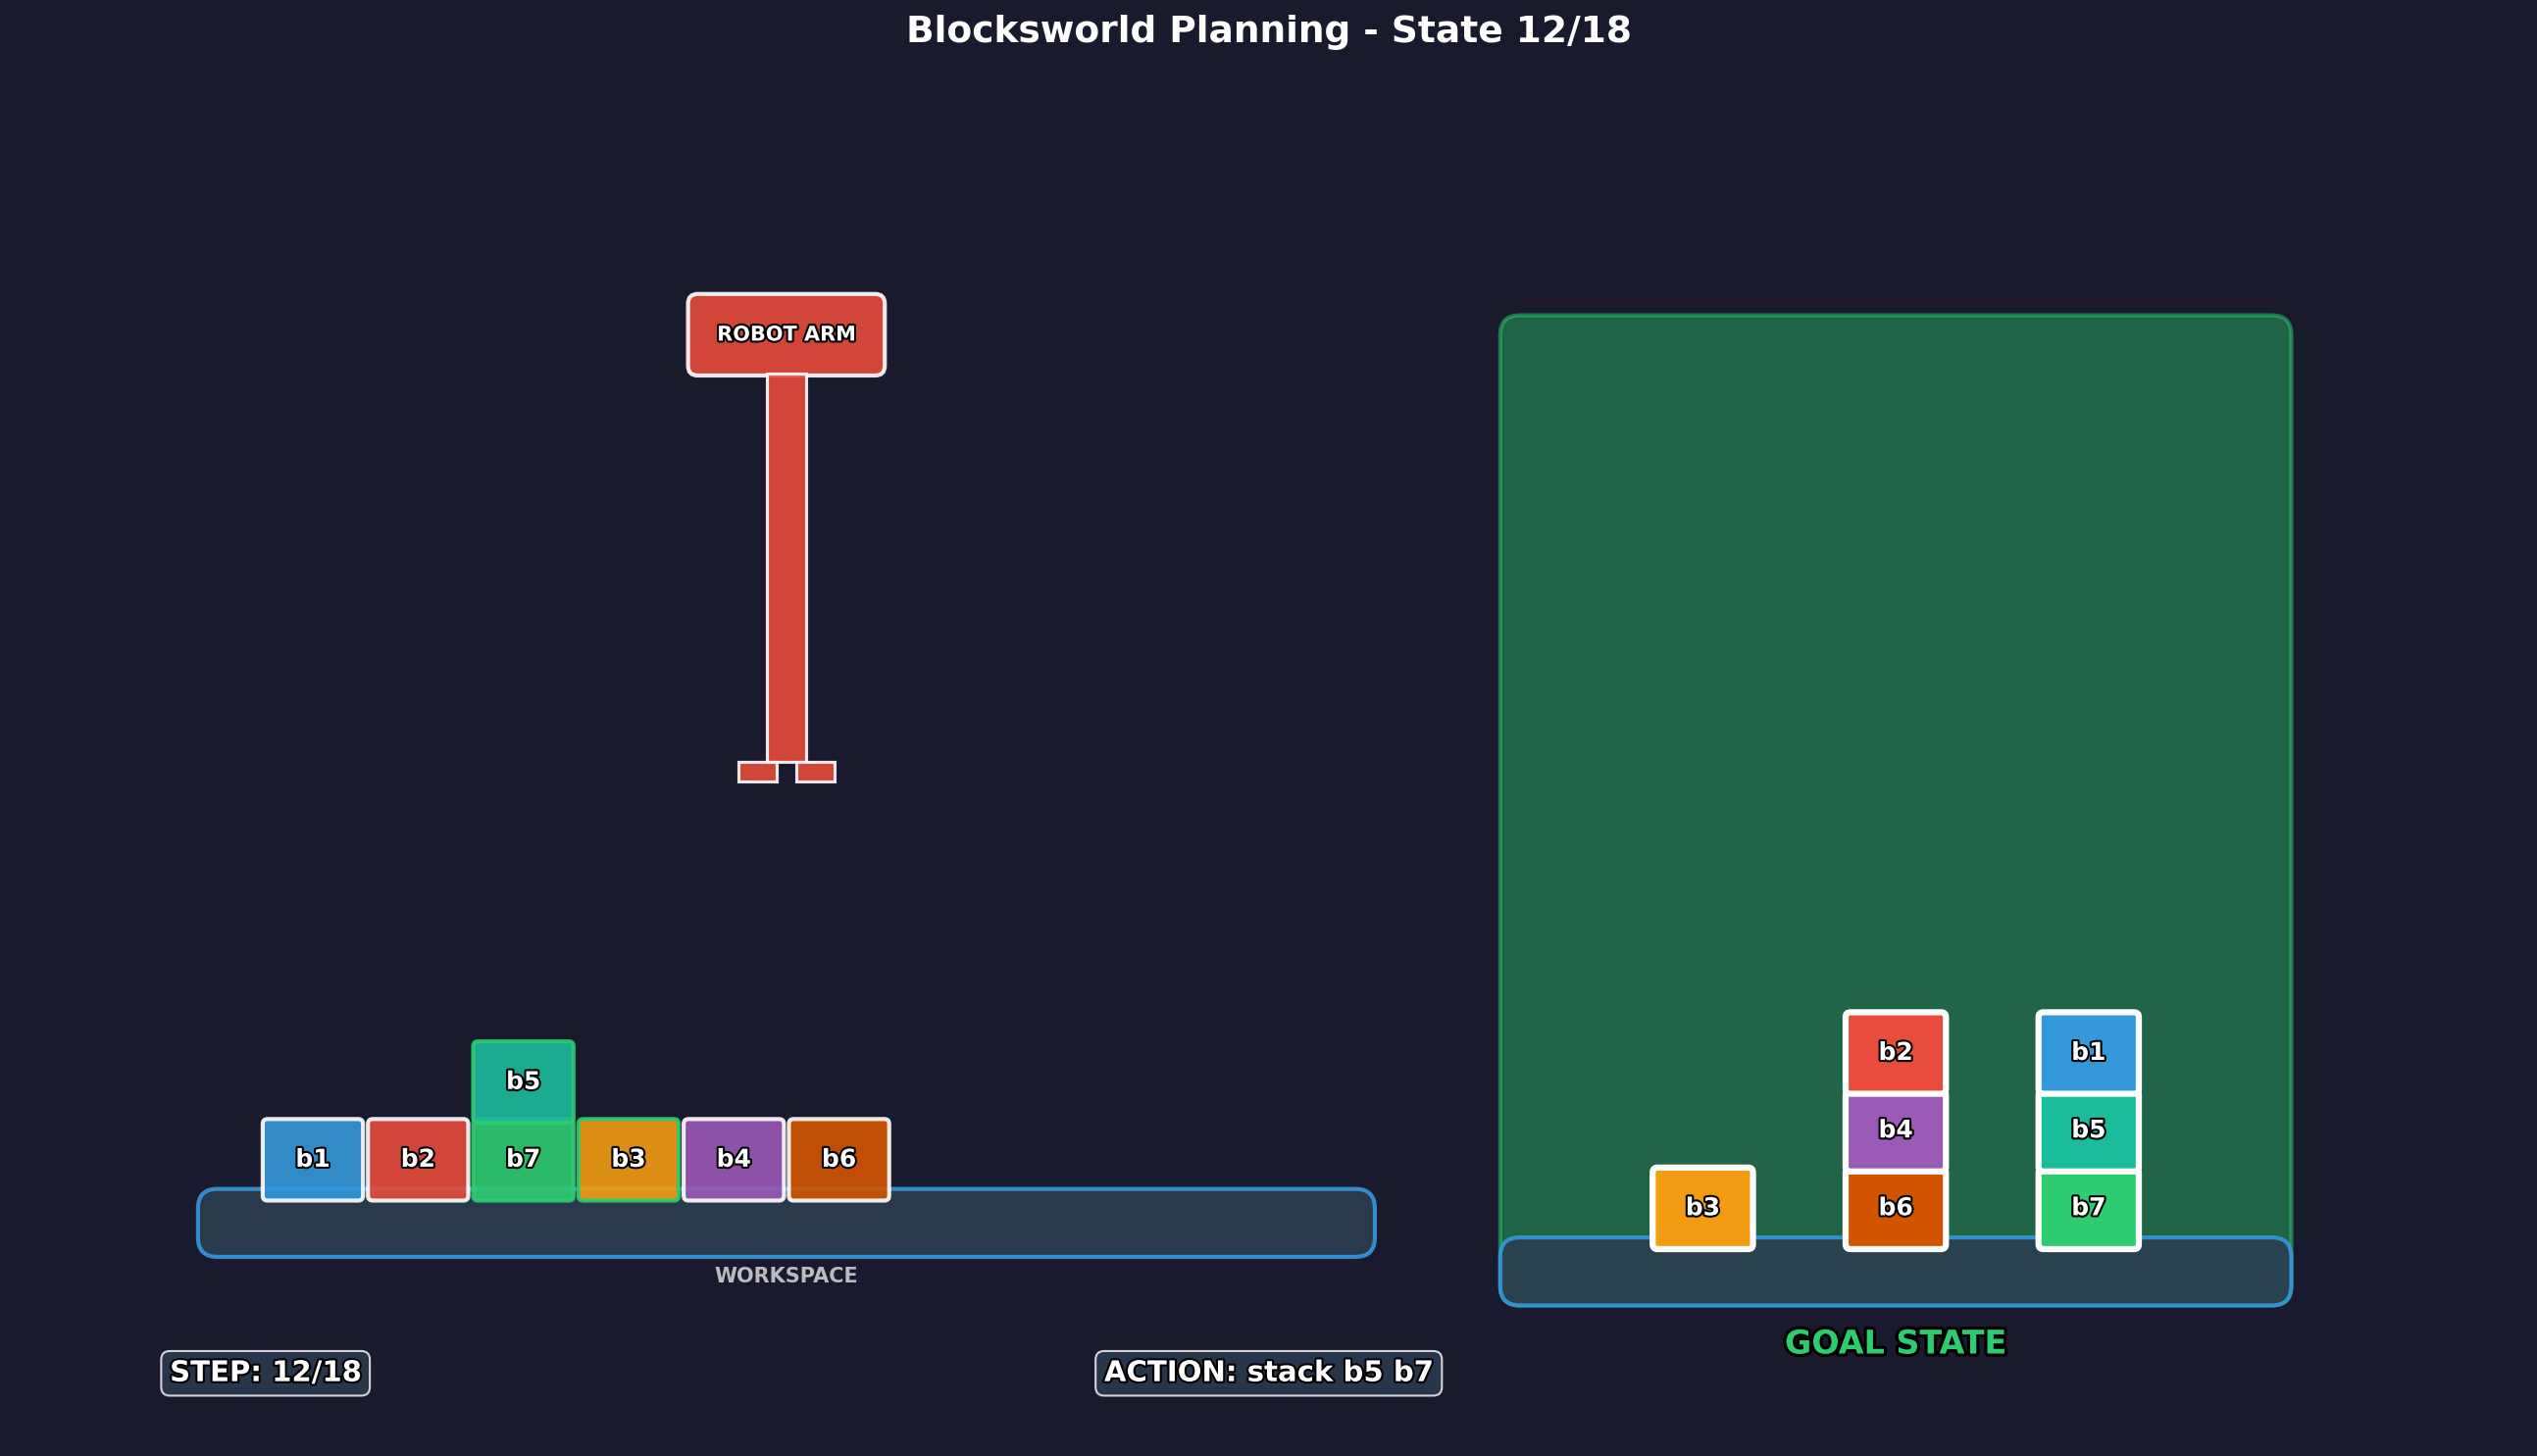 Blocksworld Planning - State 12/18
ROBOT ARM
b5
b1 b2 b7 b3 b4 b6
WORKSPACE
b2 b1
b4 b5
b3 b6 b7
GOAL STATE
STEP: 12/18
ACTION: stack b5 b7